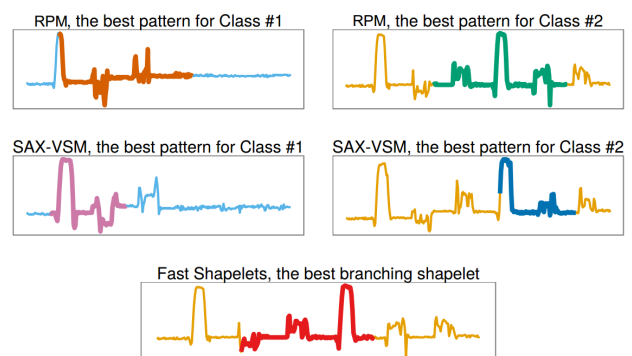 RPM, the best pattern for Class #1
RPM, the best pattern for Class #2
SAX-VSM, the best pattern for Class #1
SAX-VSM, the best pattern for Class #2
Fast Shapelets, the best branching shapelet